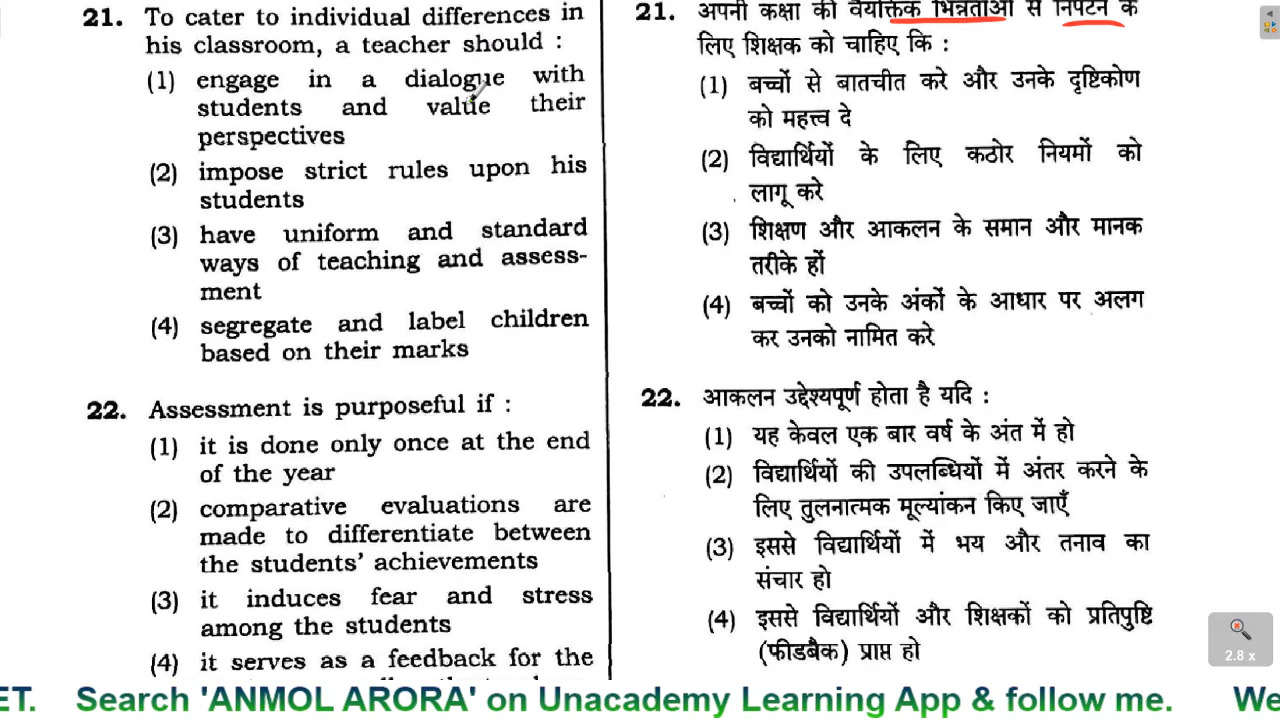 21. To cater to individual differences in
his classroom, a teacher should :
(1) engage in a dialogue with
students and value their
perspectives
(2) impose strict rules upon his
students
(3) have uniform and standard
ways of teaching and assess-
ment
(4) segregate and label children
based on their marks
22. Assessment is purposeful if :
(1) it is done only once at the end
of the year
(2) comparative evaluations are
made to differentiate between
the students' achievements
(3) it induces fear and stress
among the students
(4) it serves as a feedback for the
21. अपनी कक्षा की वैयक्तिक भिन्नताओं से निपटने के
लिए शिक्षक को चाहिए कि :
(1) बच्चों से बातचीत करे और उनके दृष्टिकोण
को महत्त्व दे
(2) विद्यार्थियों के लिए कठोर नियमों को
लागू करे
(3) शिक्षण और आकलन के समान और मानक
तरीके हों
(4) बच्चों को उनके अंकों के आधार पर अलग
कर उनको नामित करे
22. आकलन उद्देश्यपूर्ण होता है यदि :
(1) यह केवल एक बार वर्ष के अंत में हो
(2) विद्यार्थियों की उपलब्धियों में अंतर करने के
लिए तुलनात्मक मूल्यांकन किए जाएँ
(3) इससे विद्यार्थियों में भय और तनाव का
संचार हो
(4) इससे विद्यार्थियों और शिक्षकों को प्रतिपुष्टि
(फीडबैक) प्राप्त हो
2.8 x
ET. Search 'ANMOL ARORA' on Unacademy Learning App & follow me. We